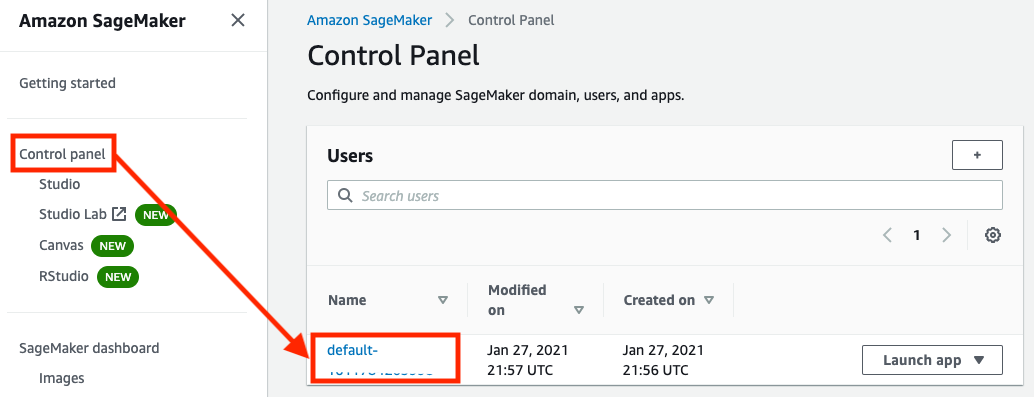 Amazon SageMaker
Getting started
Control panel
Studio
Studio Lab
NEW
Canvas
NEW
RStudio
NEW
SageMaker dashboard
Images
Amazon SageMaker > Control Panel
Control Panel
Configure and manage SageMaker domain, users, and apps.
Users
+
Search users
< 1 >
Name
Modified
on
Created on
default-
Jan 27, 2021
21:57 UTC
Jan 27, 2021
21:56 UTC
Launch app